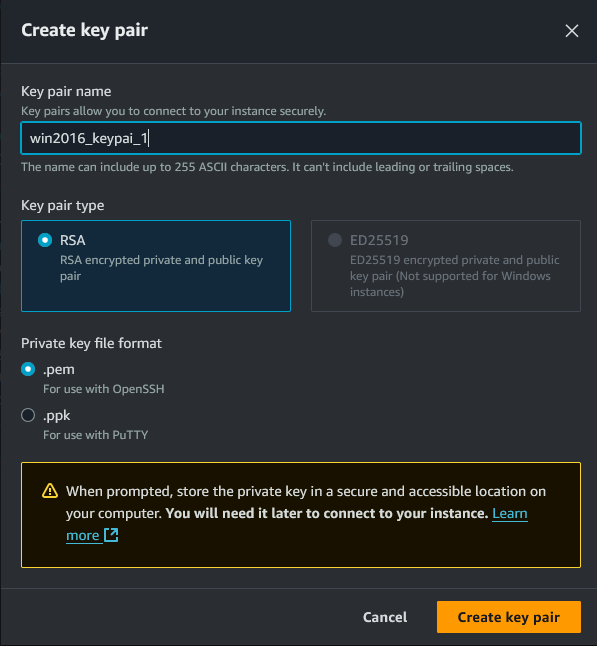 Create key pair
Key pair name
Key pairs allow you to connect to your instance securely.
win2016_keypai_1
The name can include up to 255 ASCII characters. It can't include leading or trailing spaces.
Key pair type
RSA
RSA encrypted private and public key
pair
ED25519
ED25519 encrypted private and public
key pair (Not supported for Windows
instances)
Private key file format
.pem
For use with OpenSSH
.ppk
For use with PuTTY
When prompted, store the private key in a secure and accessible location on
your computer. You will need it later to connect to your instance. Learn
more
Cancel
Create key pair